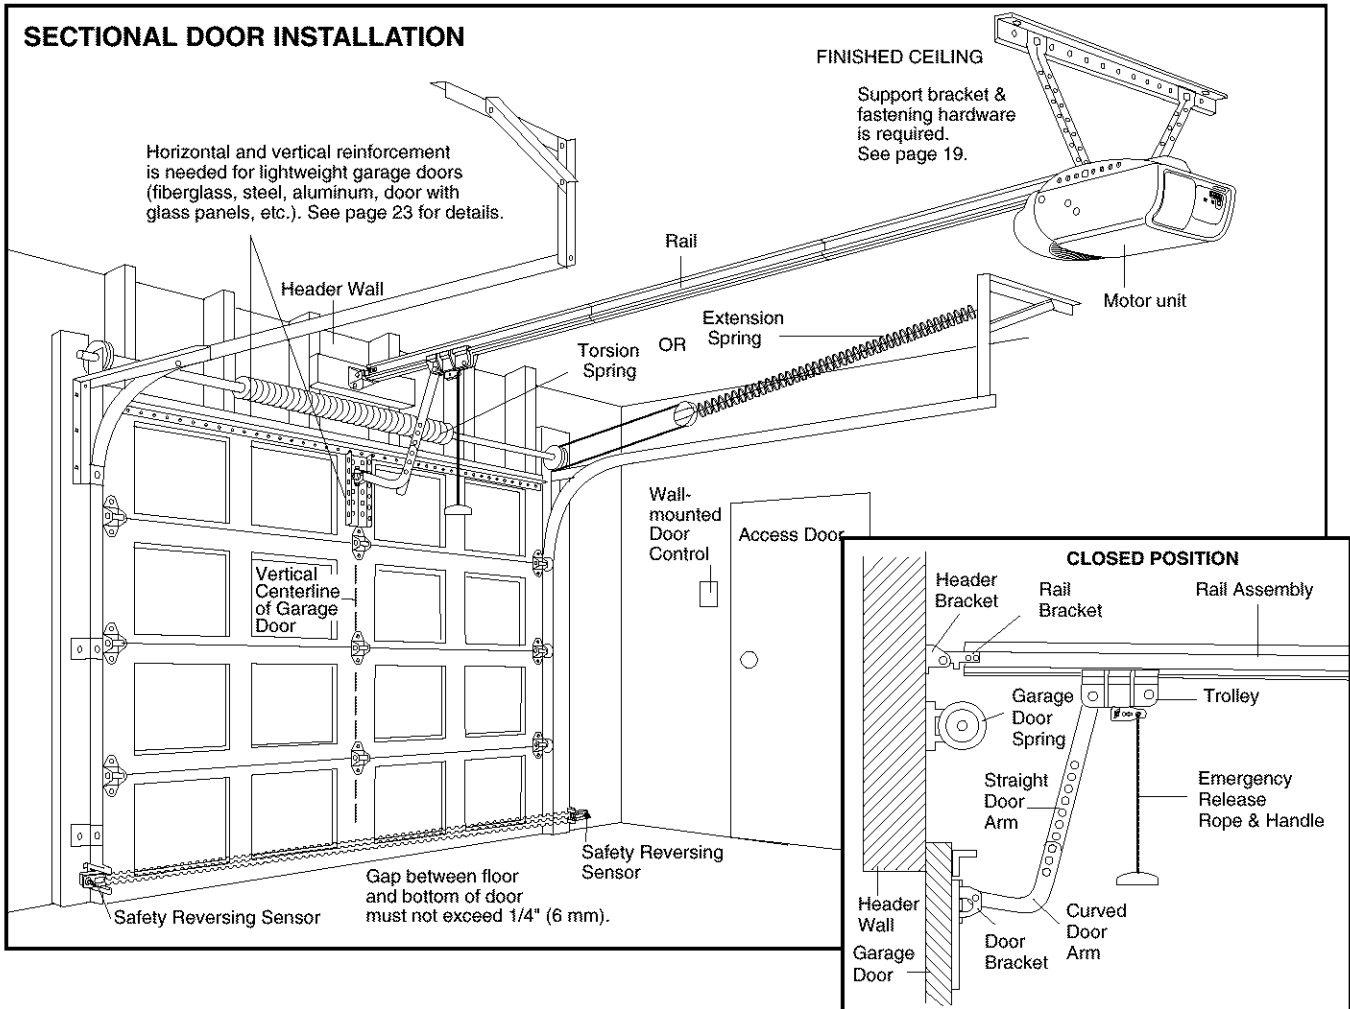 SECTIONAL DOOR INSTALLATION
FINISHED CEILING
Support bracket &
fastening hardware
is required.
See page 19.
Horizontal and vertical reinforcement
is needed for lightweight garage doors
(fiberglass, steel, aluminum, door with
glass panels, etc.). See page 23 for details.
Rail
Header Wall
Motor unit
Extension
Spring
OR
Torsion
Spring
Wall-
mounted
Door
Control
Access Door
Vertical
Centerline
of Garage
Door
Safety Reversing
Sensor
Gap between floor
and bottom of door
must not exceed 1/4" (6 mm).
Safety Reversing Sensor
CLOSED POSITION
Header
Bracket
Rail
Bracket
Rail Assembly
Garage
Door
Spring
Trolley
Straight
Door
Arm
Emergency
Release
Rope & Handle
Header
Wall
Garage
Door
Door
Bracket
Curved
Door
Arm